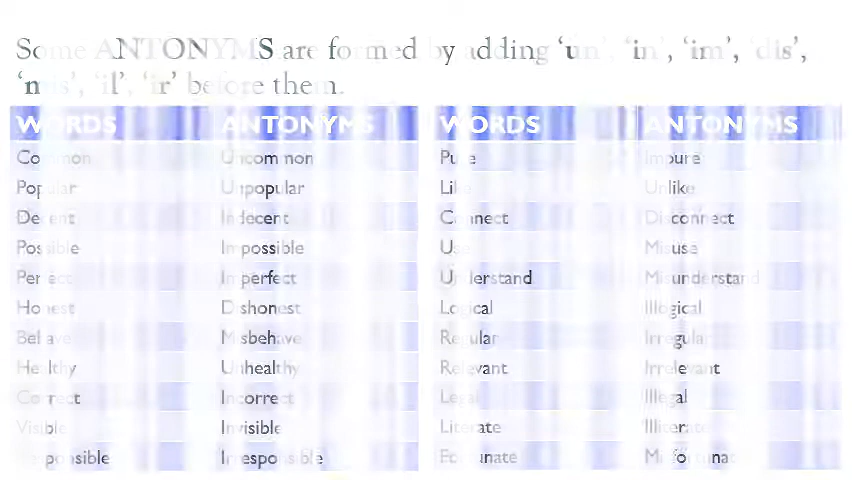 Some ANTONYMS are formed by adding ‘un’, ‘in’, ‘im’, ‘dis’,
‘mis’, ‘il’, ‘ir’ before them.
WORDS ANTONYMS
Common Uncommon
Popular Unpopular
Decent Indecent
Possible Impossible
Perfect Imperfect
Honest Dishonest
Behave Misbehave
Healthy Unhealthy
Correct Incorrect
Visible Invisible
Responsible Irresponsible
WORDS ANTONYMS
Pure Impure
Like Unlike
Connect Disconnect
Use Misuse
Understand Misunderstand
Logical Illogical
Regular Irregular
Relevant Irrelevant
Legal Illegal
Literate Illiterate
Fortunate Misfortunate